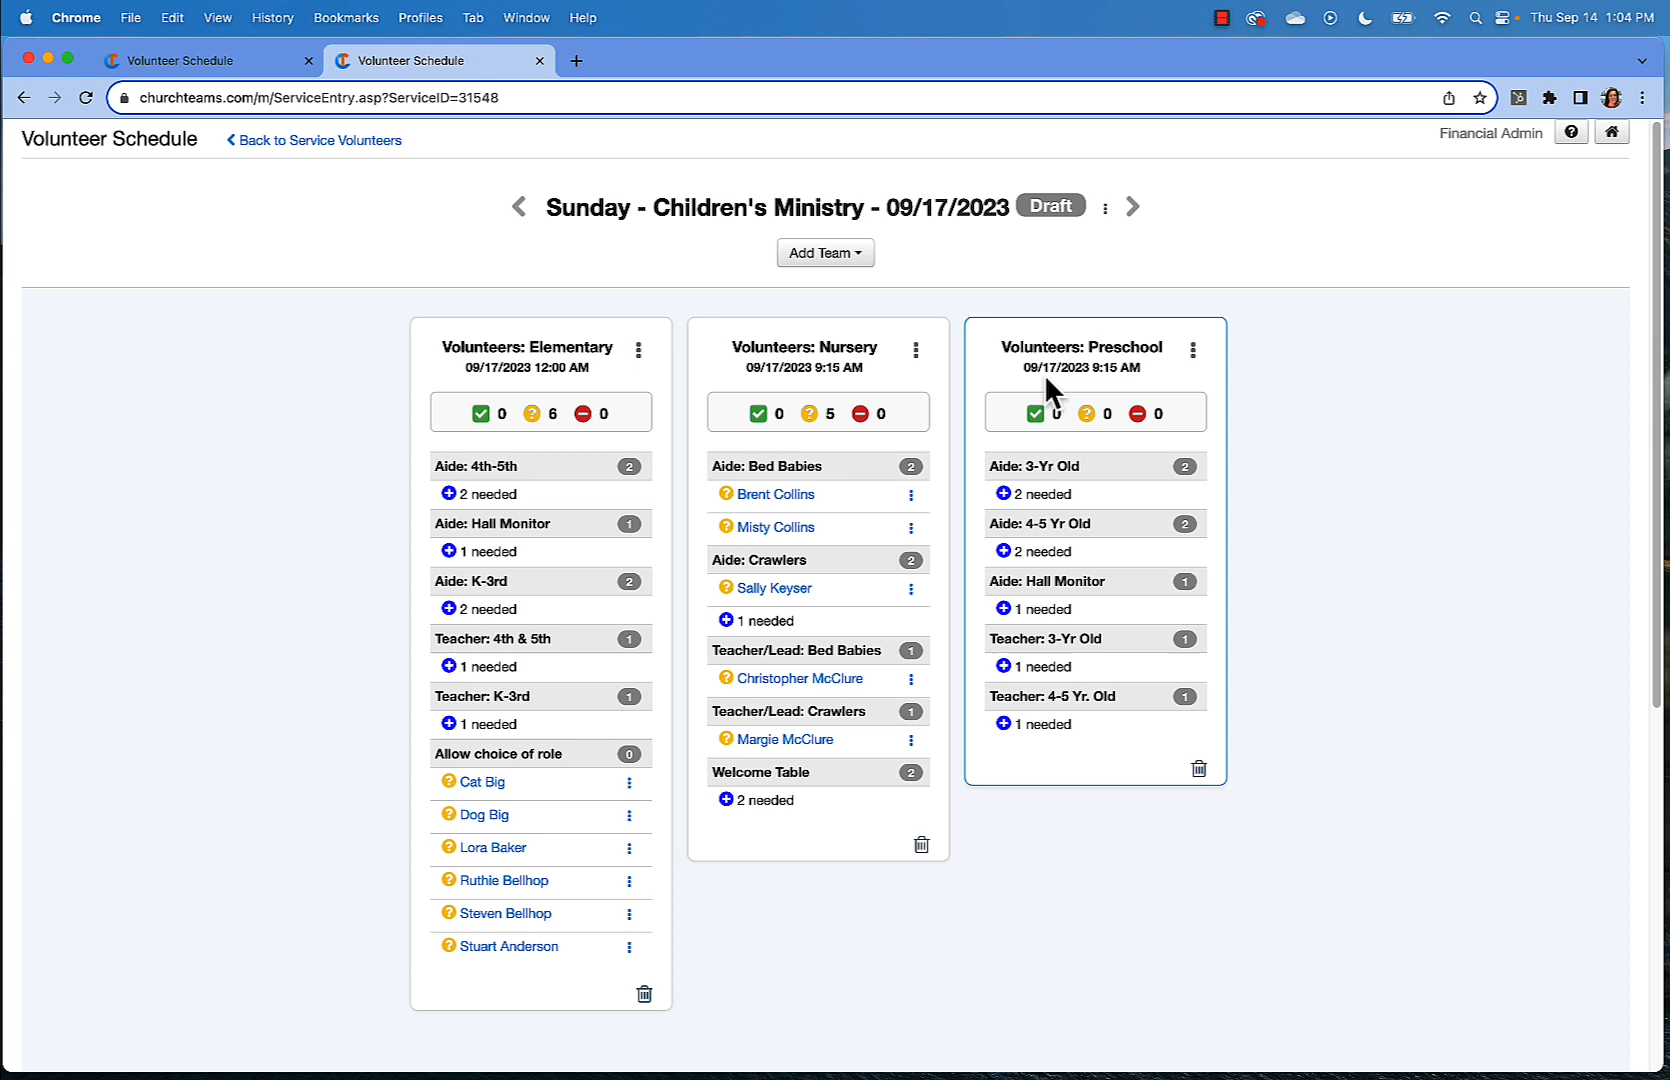 Chrome File Edit View History Bookmarks Profiles Tab Window Help Thu Sep 14 1:04 PM
Volunteer Schedule Volunteer Schedule
churchteams.com/m/ServiceEntry.asp?ServiceID=31548
Volunteer Schedule Back to Service Volunteers Financial Admin
Sunday - Children's Ministry - 09/17/2023 Draft
Add Team
Volunteers: Elementary
09/17/2023 12:00 AM
0 6 0
Aide: 4th-5th 2
2 needed
Aide: Hall Monitor 1
1 needed
Aide: K-3rd 2
2 needed
Teacher: 4th & 5th 1
1 needed
Teacher: K-3rd 1
1 needed
Allow choice of role 0
Cat Big
Dog Big
Lora Baker
Ruthie Bellhop
Steven Bellhop
Stuart Anderson
Volunteers: Nursery
09/17/2023 9:15 AM
0 5 0
Aide: Bed Babies 2
Brent Collins
Misty Collins
Aide: Crawlers 2
Sally Keyser
1 needed
Teacher/Lead: Bed Babies 1
Christopher McClure
Teacher/Lead: Crawlers 1
Margie McClure
Welcome Table 2
2 needed
Volunteers: Preschool
09/17/2023 9:15 AM
0 0 0
Aide: 3-Yr Old 2
2 needed
Aide: 4-5 Yr Old 2
2 needed
Aide: Hall Monitor 1
1 needed
Teacher: 3-Yr Old 1
1 needed
Teacher: 4-5 Yr. Old 1
1 needed